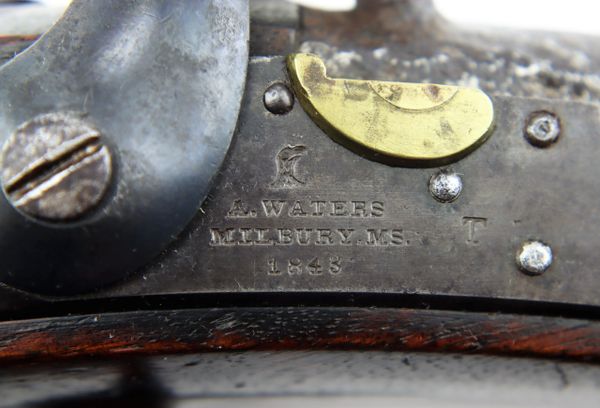 A. WATERS
MILBURY. MS.
1843
T